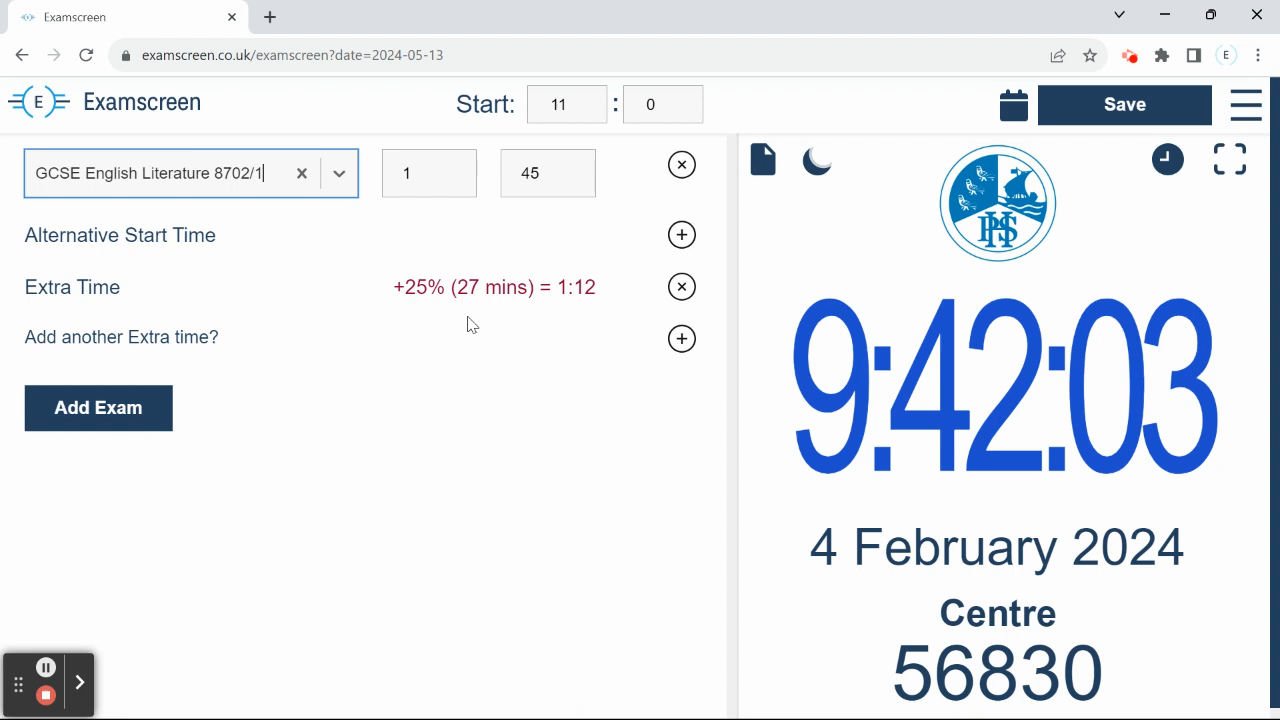 Examscreen
examscreen.co.uk/examscreen?date=2024-05-13
E
E
Examscreen
Start: 11 : 0
Save
GCSE English Literature 8702/1
1
45
Alternative Start Time
Extra Time
+25% (27 mins) = 1:12
Add another Extra time?
Add Exam
PHS
9:42:03
4 February 2024
Centre
56830